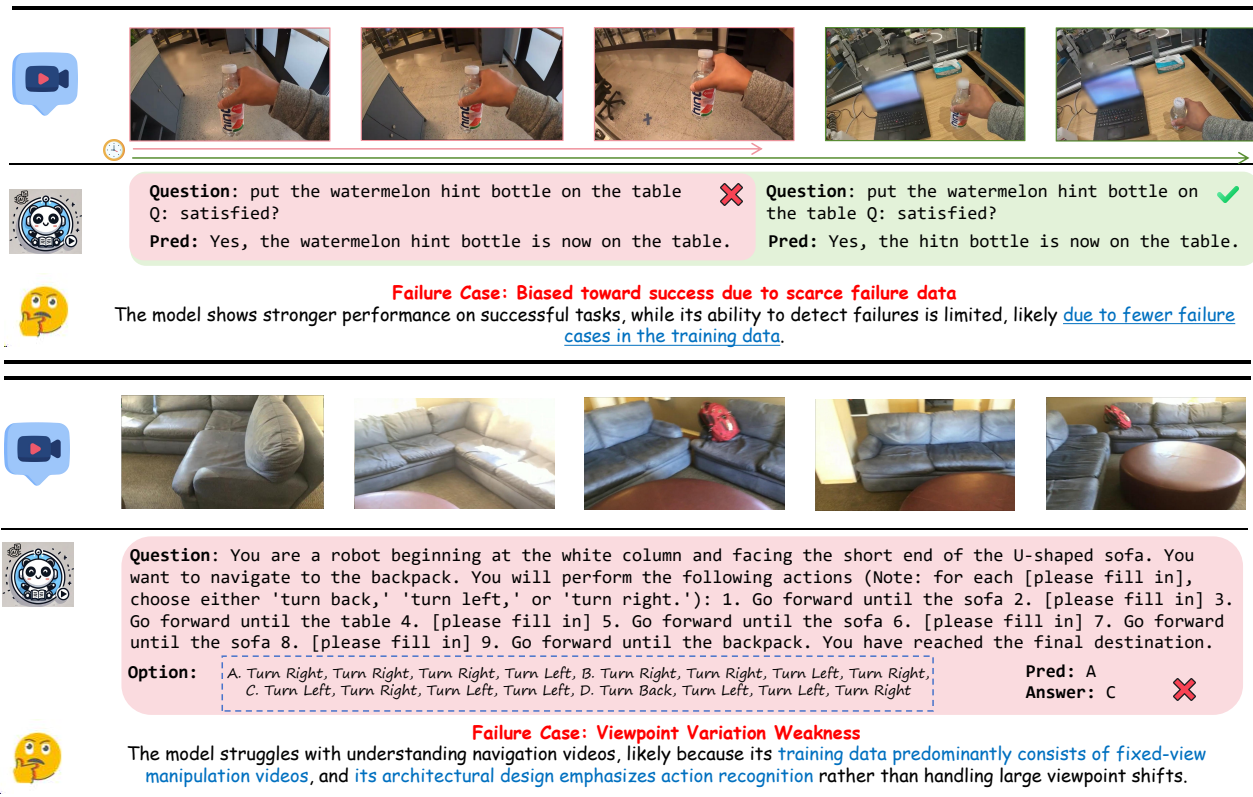 Question: put the watermelon hint bottle on the table
Q: satisfied?
Pred: Yes, the watermelon hint bottle is now on the table.
Question: put the watermelon hint bottle on
the table Q: satisfied?
Pred: Yes, the hitn bottle is now on the table.
Failure Case: Biased toward success due to scarce failure data
The model shows stronger performance on successful tasks, while its ability to detect failures is limited, likely due to fewer failure
cases in the training data.
Question: You are a robot beginning at the white column and facing the short end of the U-shaped sofa. You
want to navigate to the backpack. You will perform the following actions (Note: for each [please fill in],
choose either 'turn back,' 'turn left,' or 'turn right.'): 1. Go forward until the sofa 2. [please fill in] 3.
Go forward until the table 4. [please fill in] 5. Go forward until the sofa 6. [please fill in] 7. Go forward
until the sofa 8. [please fill in] 9. Go forward until the backpack. You have reached the final destination.
Option:
A. Turn Right, Turn Right, Turn Right, Turn Left, B. Turn Right, Turn Right, Turn Left, Turn Right,
C. Turn Left, Turn Right, Turn Left, Turn Left, D. Turn Back, Turn Left, Turn Left, Turn Right
Pred: A
Answer: C
Failure Case: Viewpoint Variation Weakness
The model struggles with understanding navigation videos, likely because its training data predominantly consists of fixed-view
manipulation videos, and its architectural design emphasizes action recognition rather than handling large viewpoint shifts.